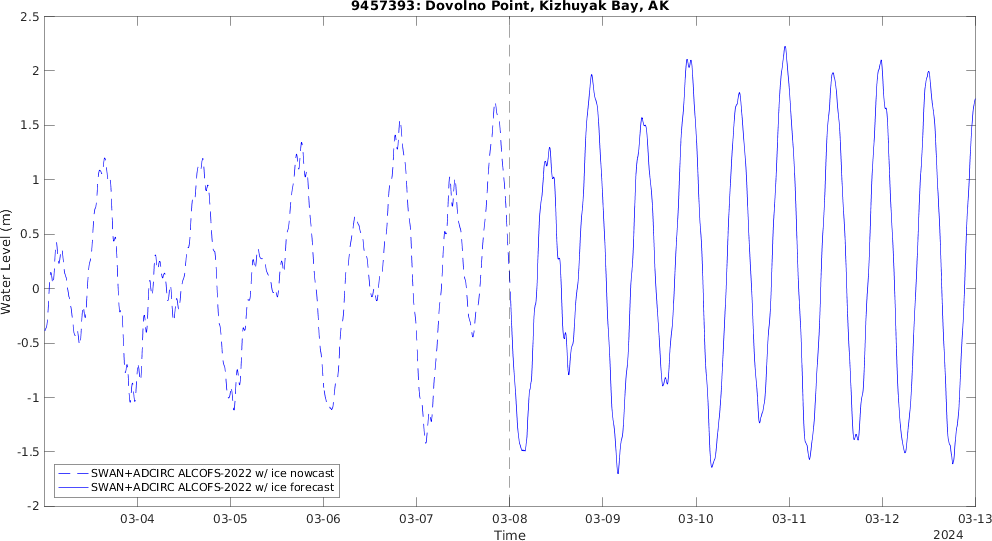 9457393: Dovolno Point, Kizhuyak Bay, AK
2.5
2
1.5
1
0.5
0
-0.5
-1
-1.5
-2
Water Level (m)
SWAN+ADCIRC ALCOFS-2022 w/ ice nowcast
SWAN+ADCIRC ALCOFS-2022 w/ ice forecast
03-04 03-05 03-06 03-07 03-08 03-09 03-10 03-11 03-12 03-13
Time
2024